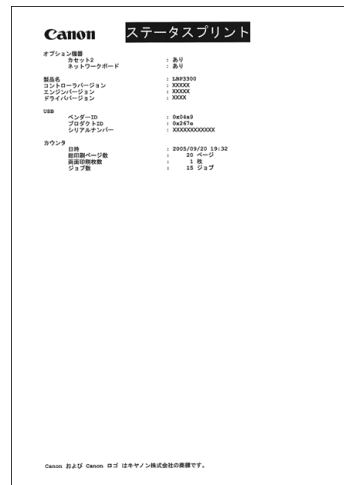 Canon ステータスプリント
オプション機器
カセット2 : あり
ネットワークボード : あり
製品名 : LBP3300
コントローラバージョン : XXXXX
エンジンバージョン : XXXXX
ドライババージョン : XXXX
USB
ベンダーID : 0x04a9
プロダクトID : 0x267a
シリアルナンバー : XXXXXXXXXXXX
カウンタ
日時 : 2005/09/20 19:32
総印刷ページ数 : 20 ページ
両面印刷枚数 : 1 枚
ジョブ数 : 15 ジョブ
Canon および Canon ロゴ はキヤノン株式会社の商標です。